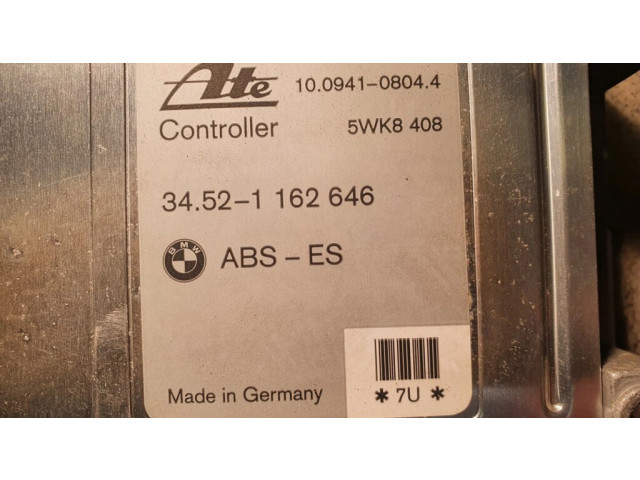 Ate 10.0941-0804.4
Controller 5WK8 408
34.52-1 162 646
BMW ABS - ES
Made in Germany * 7U *